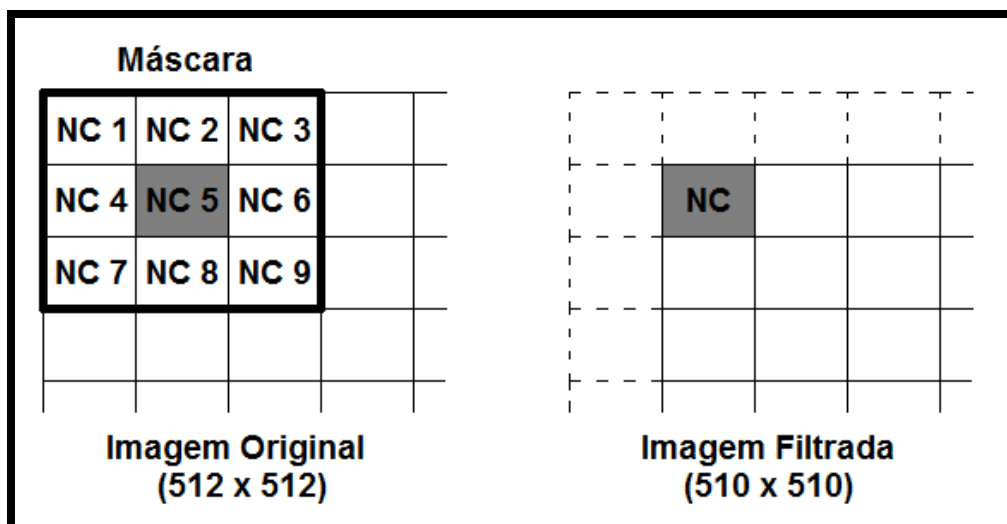 Máscara
NC 1 NC 2 NC 3
NC 4 NC 5 NC 6 NC
NC 7 NC 8 NC 9
Imagem Original
(512 x 512)
Imagem Filtrada
(510 x 510)